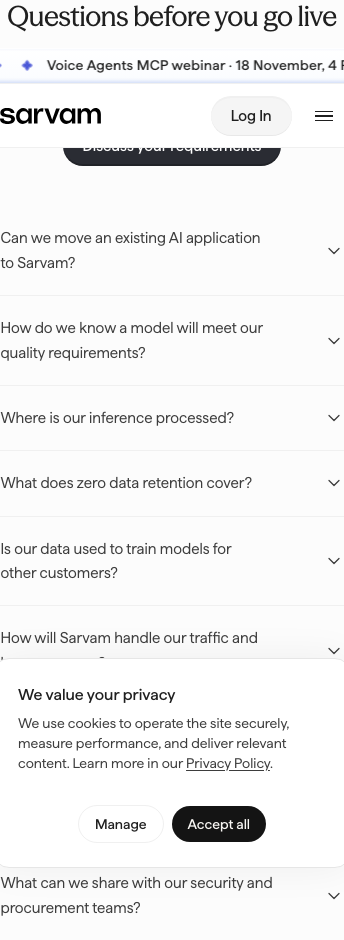 Questions before you go live
Voice Agents MCP webinar · 18 November, 4
sarvam
Log In
Discuss your requirements
Can we move an existing AI application
to Sarvam?
How do we know a model will meet our
quality requirements?
Where is our inference processed?
What does zero data retention cover?
Is our data used to train models for
other customers?
How will Sarvam handle our traffic and
We value your privacy
We use cookies to operate the site securely,
measure performance, and deliver relevant
content. Learn more in our Privacy Policy.
Manage
Accept all
What can we share with our security and
procurement teams?